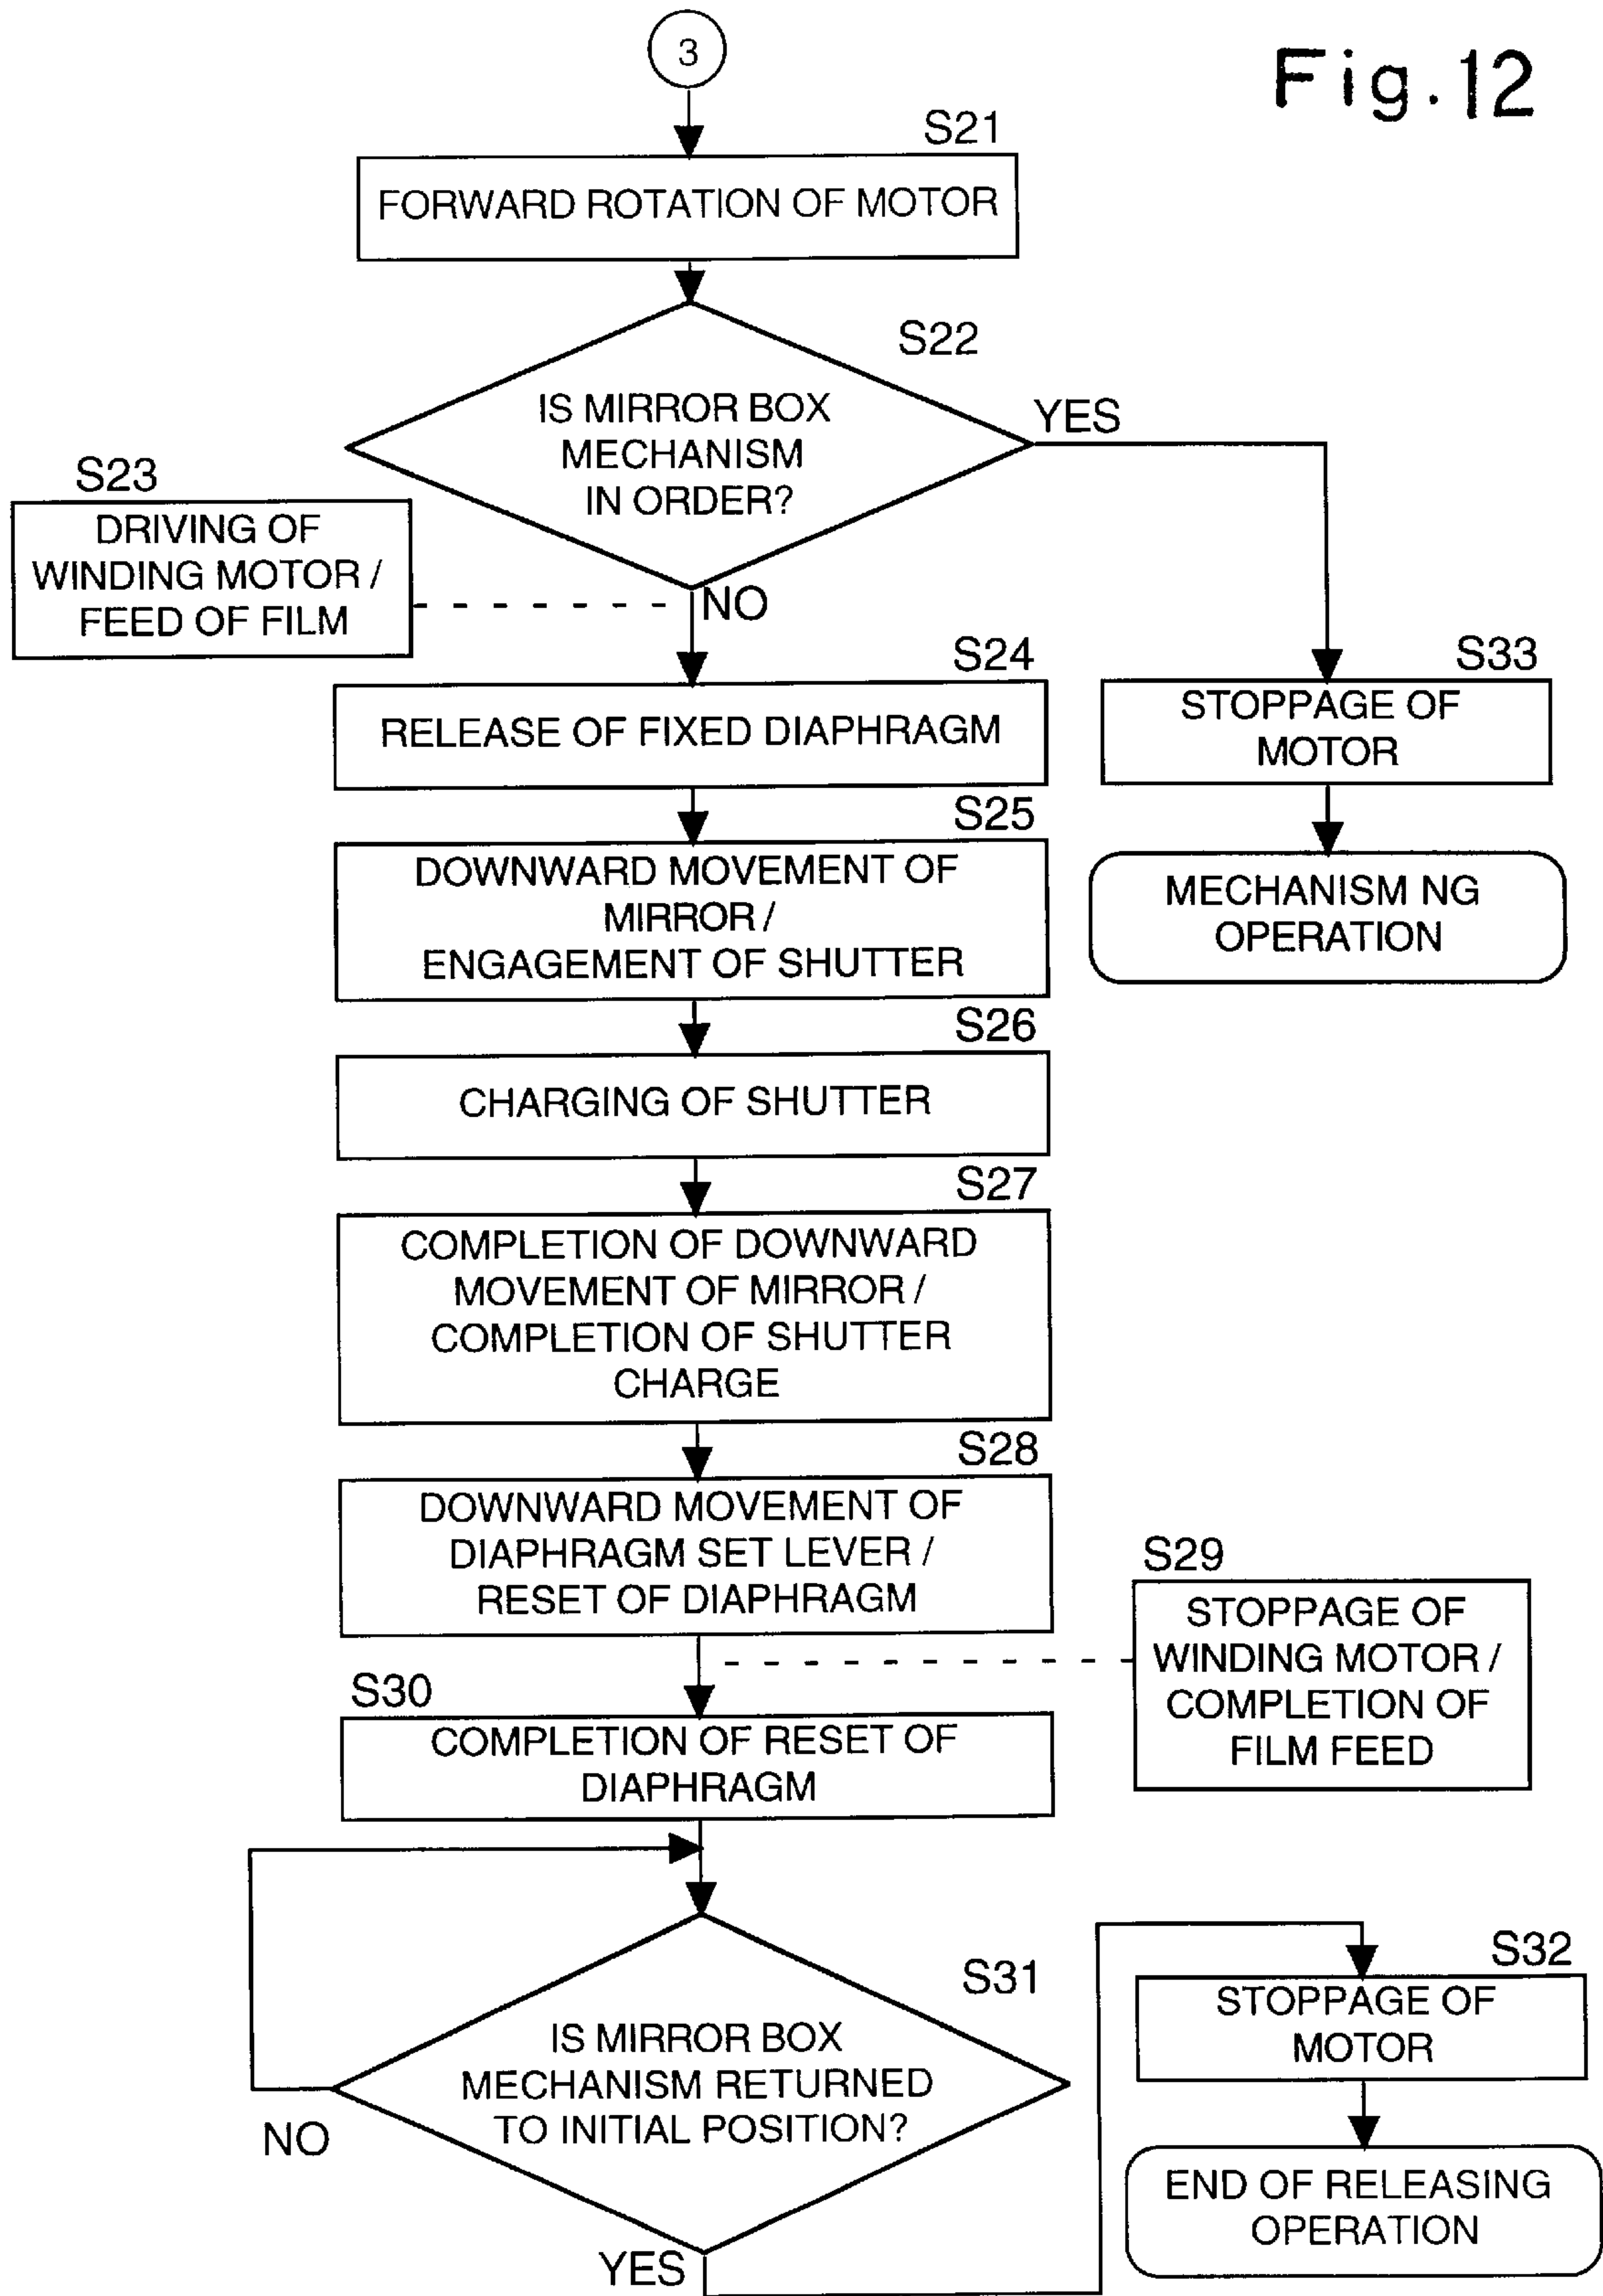 3
Fig.12
S21
FORWARD ROTATION OF MOTOR
S22
IS MIRROR BOX
MECHANISM
IN ORDER?
YES
NO
S23
DRIVING OF
WINDING MOTOR /
FEED OF FILM
S24
RELEASE OF FIXED DIAPHRAGM
S33
STOPPAGE OF
MOTOR
MECHANISM NG
OPERATION
S25
DOWNWARD MOVEMENT OF
MIRROR /
ENGAGEMENT OF SHUTTER
S26
CHARGING OF SHUTTER
S27
COMPLETION OF DOWNWARD
MOVEMENT OF MIRROR /
COMPLETION OF SHUTTER
CHARGE
S28
DOWNWARD MOVEMENT OF
DIAPHRAGM SET LEVER /
RESET OF DIAPHRAGM
S29
STOPPAGE OF
WINDING MOTOR /
COMPLETION OF
FILM FEED
S30
COMPLETION OF RESET OF
DIAPHRAGM
S31
IS MIRROR BOX
MECHANISM RETURNED
TO INITIAL POSITION?
NO
YES
S32
STOPPAGE OF
MOTOR
END OF RELEASING
OPERATION